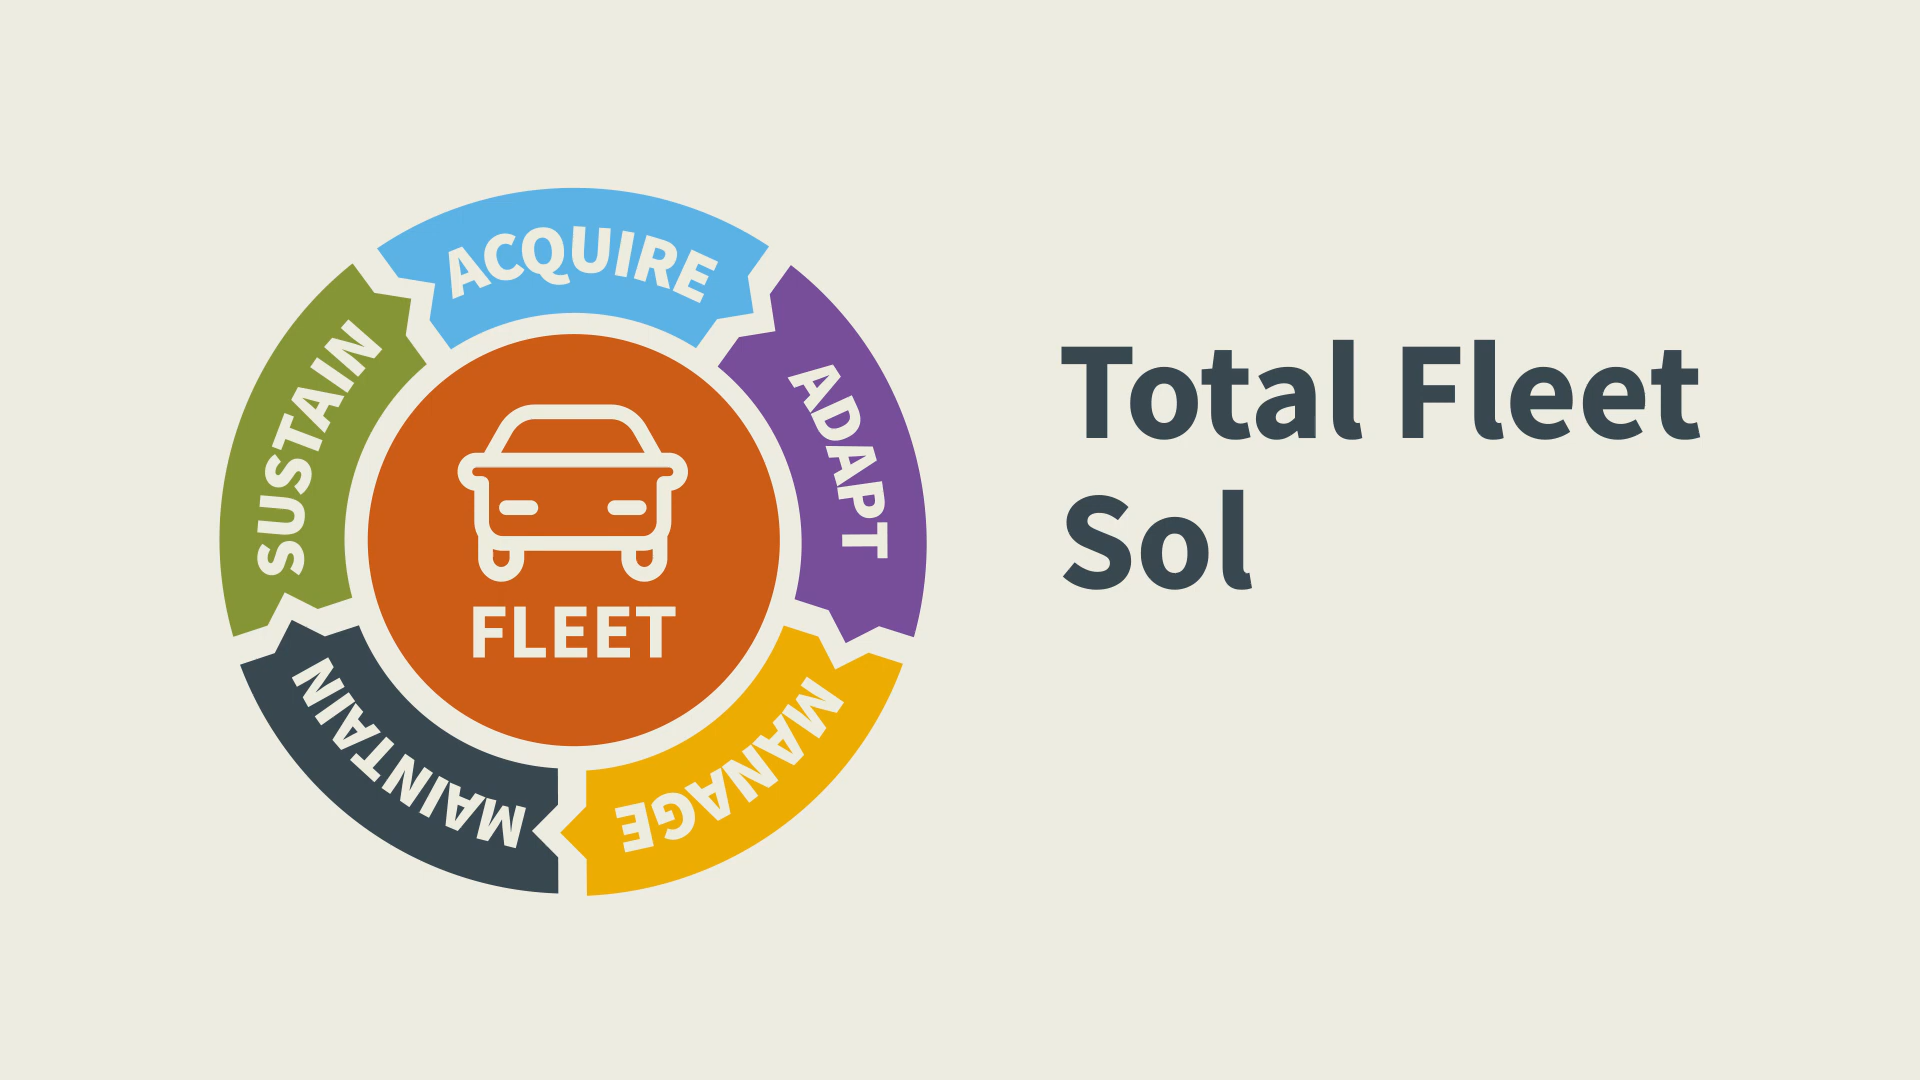 ACQUIRE
ADAPT
MANAGE
MAINTAIN
SUSTAIN
FLEET
Total Fleet
Sol